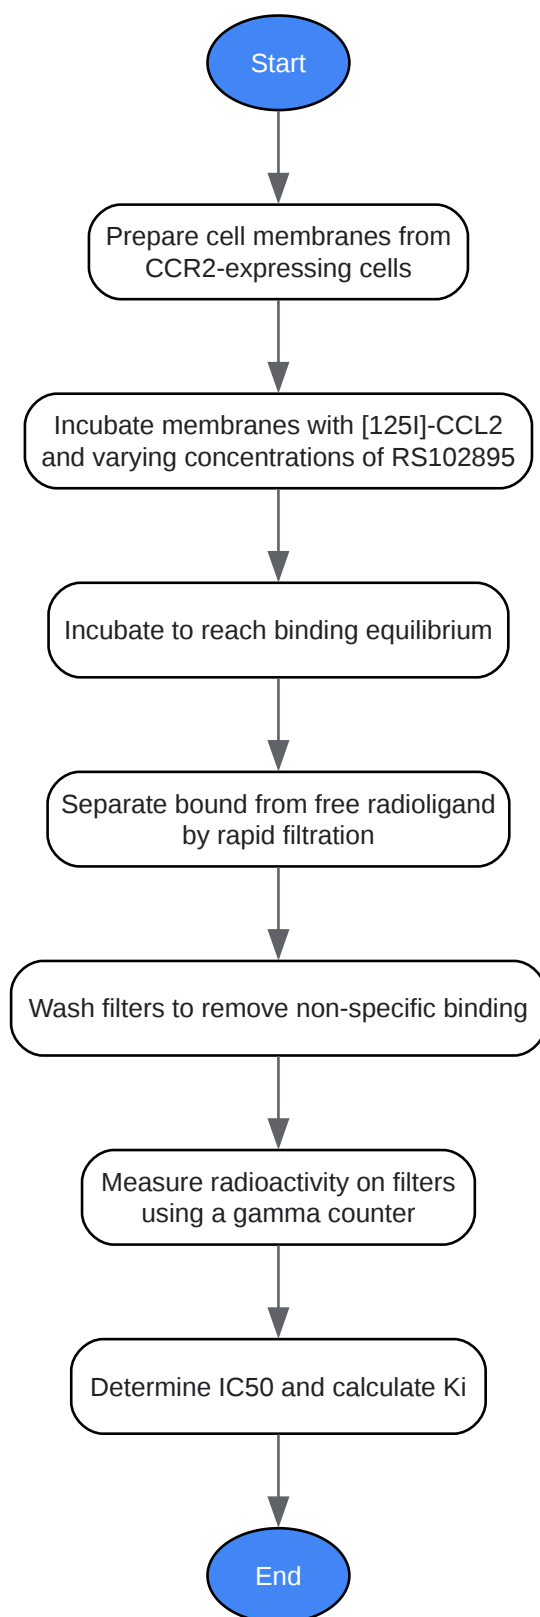 Start
Prepare cell membranes from
CCR2-expressing cells
Incubate membranes with [125I]-CCL2
and varying concentrations of RS102895
Incubate to reach binding equilibrium
Separate bound from free radioligand
by rapid filtration
Wash filters to remove non-specific binding
Measure radioactivity on filters
using a gamma counter
Determine IC50 and calculate Ki
End